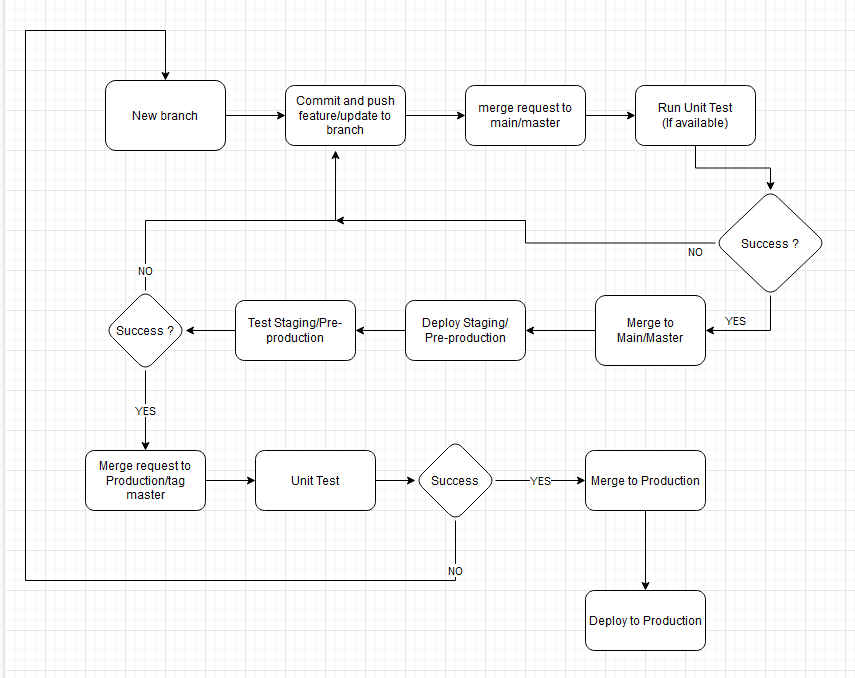 New branch
Commit and push
feature/update to
branch
merge request to
main/master
Run Unit Test
(If available)
Success ?
NO
YES
Merge to
Main/Master
Deploy Staging/
Pre-production
Test Staging/Pre-
production
Success ?
NO
YES
Merge request to
Production/tag
master
Unit Test
Success
YES
NO
Merge to Production
Deploy to Production